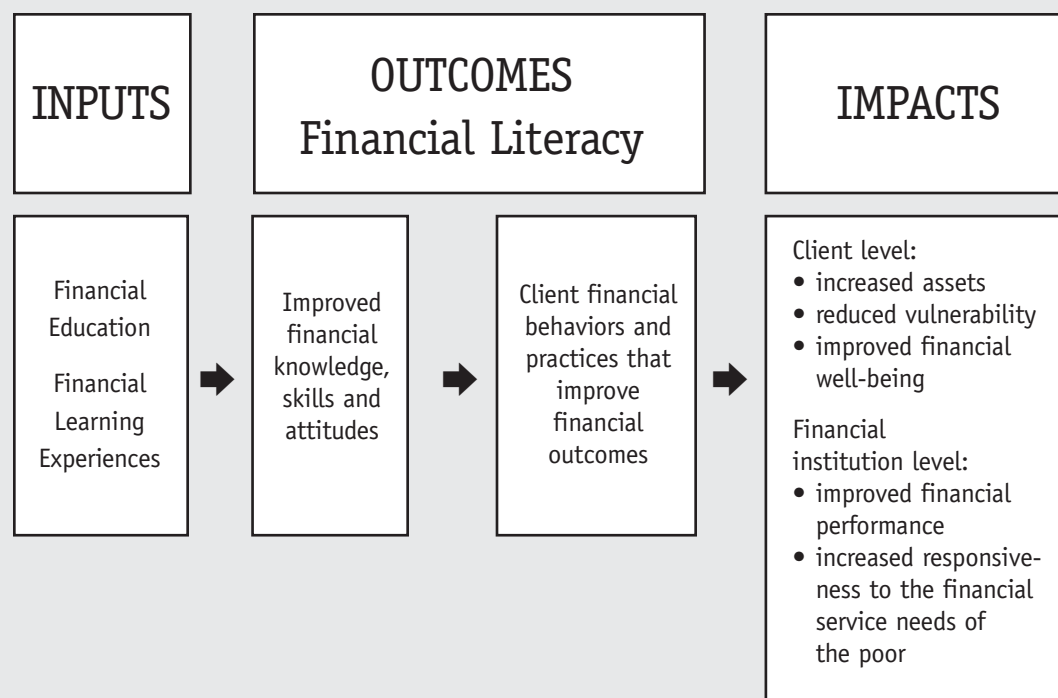 INPUTS
OUTCOMES
Financial Literacy
IMPACTS
Financial
Education
Financial
Learning
Experiences
Improved
financial
knowledge,
skills and
attitudes
Client financial
behaviors and
practices that
improve
financial
outcomes
Client level:
• increased assets
• reduced vulnerability
• improved financial
well-being
Financial
institution level:
• improved financial
performance
• increased responsive-
ness to the financial
service needs of
the poor